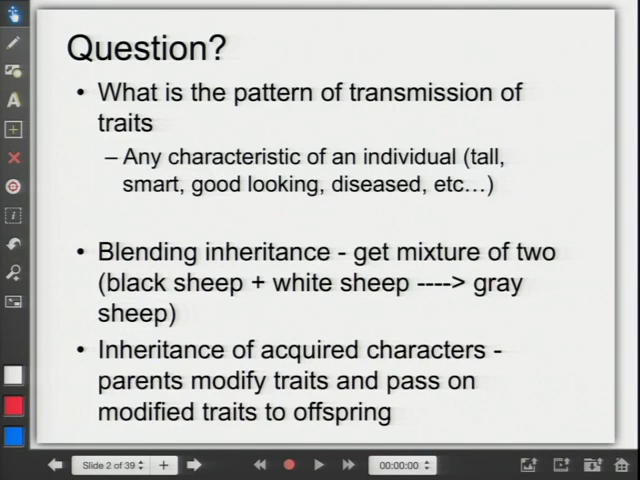 Question?
• What is the pattern of transmission of
traits
– Any characteristic of an individual (tall,
smart, good looking, diseased, etc…)
• Blending inheritance - get mixture of two
(black sheep + white sheep ----> gray
sheep)
• Inheritance of acquired characters -
parents modify traits and pass on
modified traits to offspring
Slide 2 of 39
00:00:00